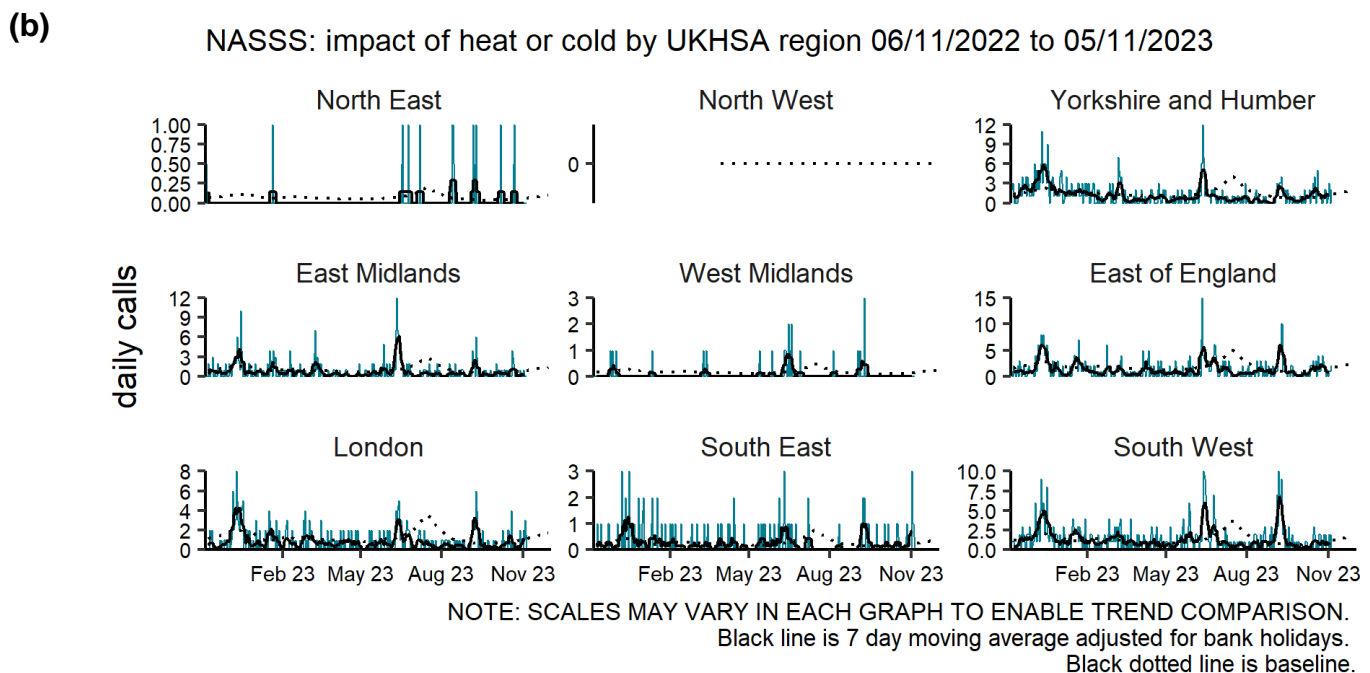 (b)
NASSS: impact of heat or cold by UKHSA region 06/11/2022 to 05/11/2023
North East
North West
Yorkshire and Humber
1.00
0.75
0.50
0.25
0.00
0
12
9
6
3
0
daily calls
East Midlands
West Midlands
East of England
12
9
6
3
0
3
2
1
0
15
10
5
0
London
South East
South West
8
6
4
2
0
3
2
1
0
10.0
7.5
5.0
2.5
0.0
Feb 23 May 23 Aug 23 Nov 23
Feb 23 May 23 Aug 23 Nov 23
Feb 23 May 23 Aug 23 Nov 23
NOTE: SCALES MAY VARY IN EACH GRAPH TO ENABLE TREND COMPARISON.
Black line is 7 day moving average adjusted for bank holidays.
Black dotted line is baseline.